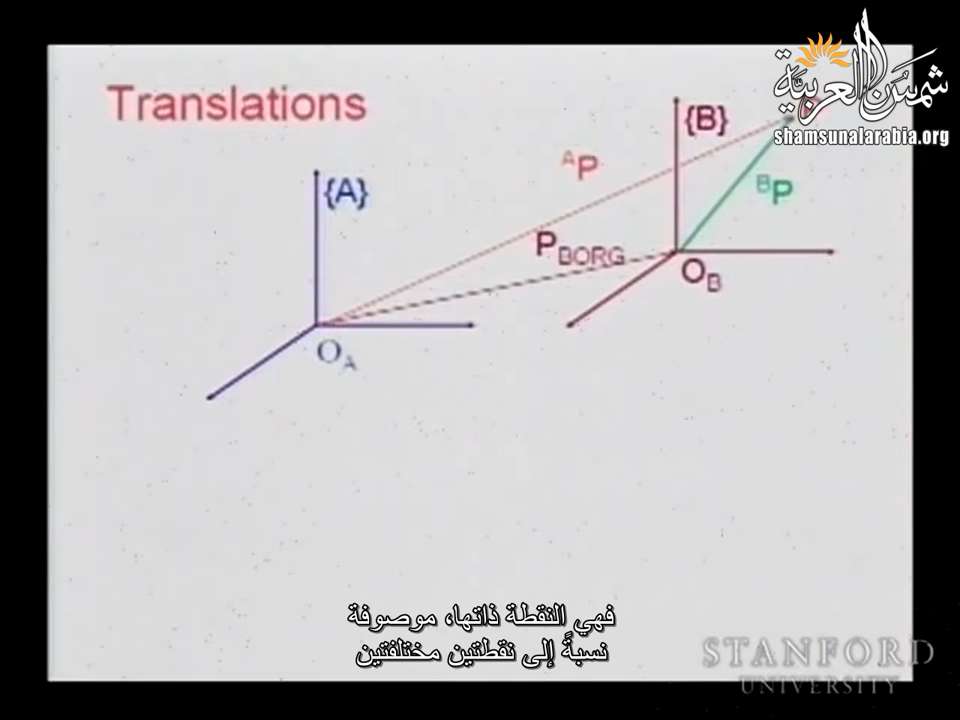 Translations
شمس العربية
shamsunalarabia.org
{A}
{B}
ᴬP
ᴮP
P_BORG
O_B
O_A
فهي النقطة ذاتها، موصوفة
نسبةً إلى نقطتين مختلفتين
STANFORD
UNIVERSITY